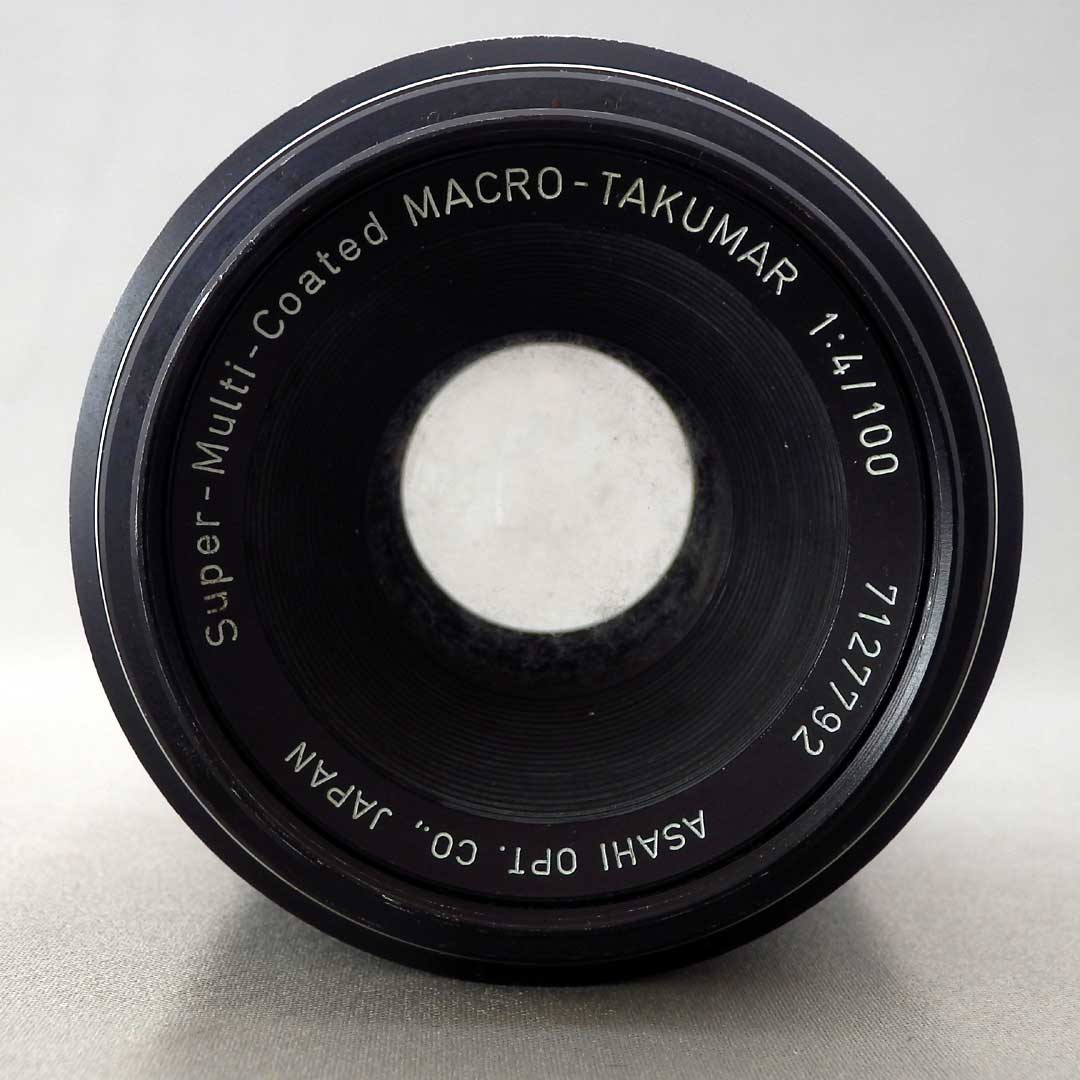 Super-Multi-Coated MACRO-TAKUMAR 1:4/100 7127792
ASAHI OPT. CO., JAPAN